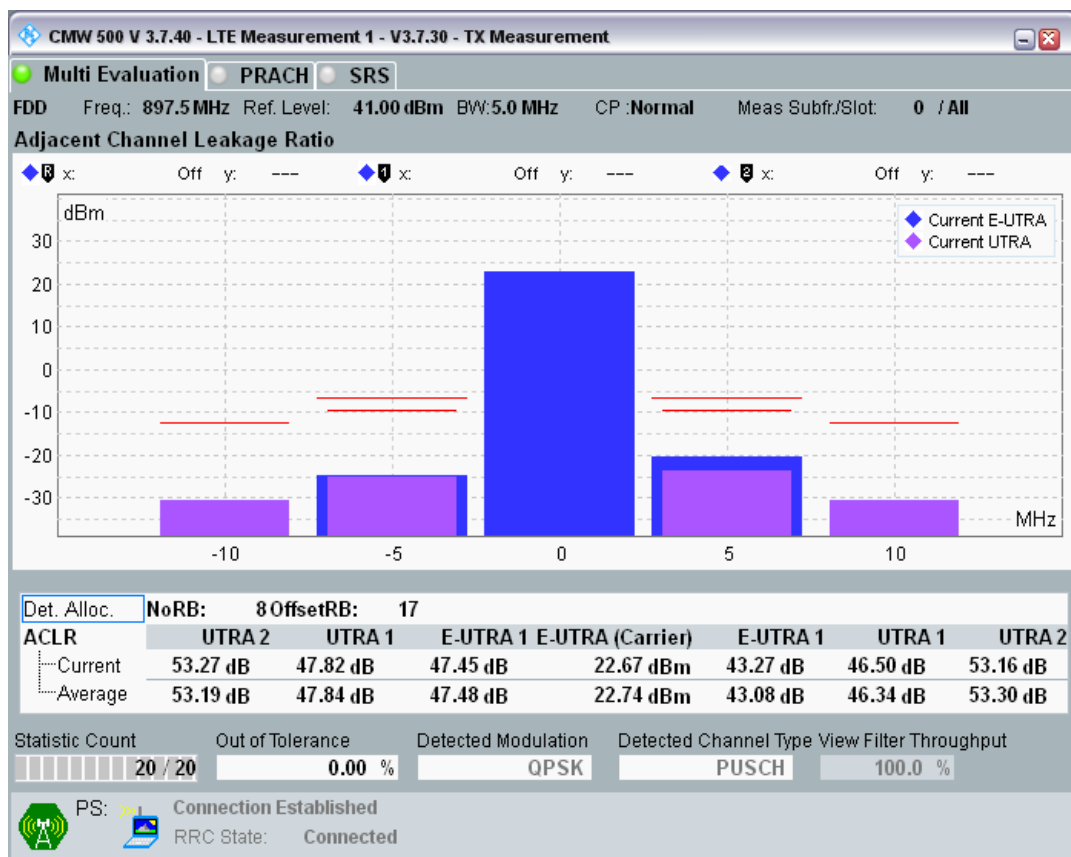 CMW 500 V 3.7.40 - LTE Measurement 1 - V3.7.30 - TX Measurement
Multi Evaluation PRACH SRS
FDD Freq.: 897.5 MHz Ref. Level: 41.00 dBm BW:5.0 MHz CP :Normal Meas Subfr./Slot: 0 / All
Adjacent Channel Leakage Ratio
R x: Off y: --- 1 x: Off y: --- 2 x: Off y: ---
dBm
Current E-UTRA
Current UTRA
30
20
10
0
-10
-20
-30
MHz
-10 -5 0 5 10
Det. Alloc. NoRB: 8 OffsetRB: 17
ACLR UTRA 2 UTRA 1 E-UTRA 1 E-UTRA (Carrier) E-UTRA 1 UTRA 1 UTRA 2
Current 53.27 dB 47.82 dB 47.45 dB 22.67 dBm 43.27 dB 46.50 dB 53.16 dB
Average 53.19 dB 47.84 dB 47.48 dB 22.74 dBm 43.08 dB 46.34 dB 53.30 dB
Statistic Count Out of Tolerance Detected Modulation Detected Channel Type View Filter Throughput
20 / 20 0.00 % QPSK PUSCH 100.0 %
PS: Connection Established
RRC State: Connected